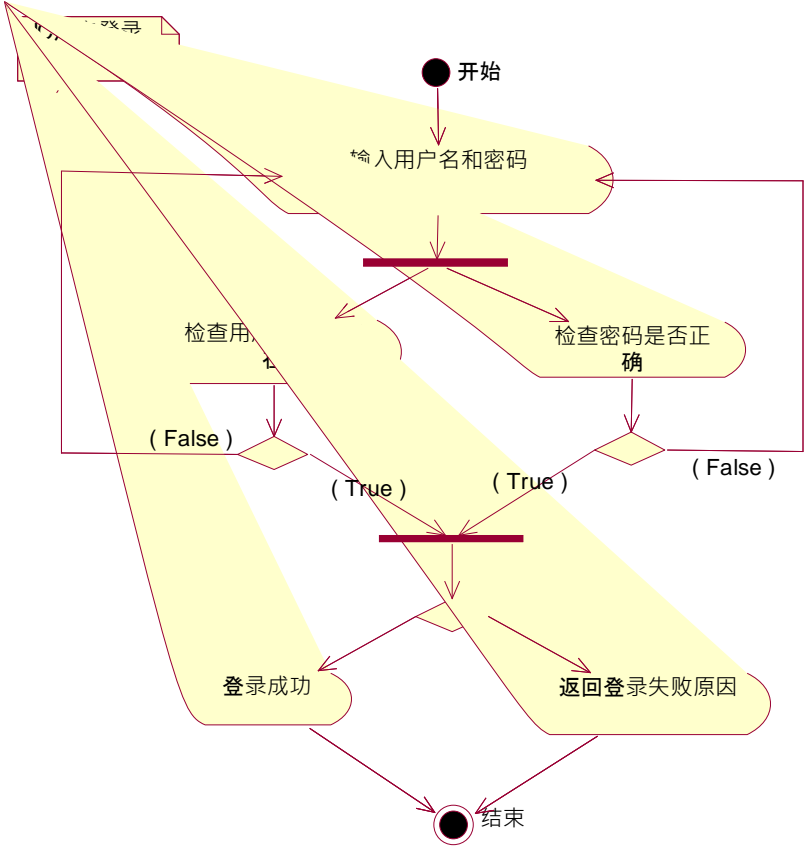 开始
输入用户名和密码
检查用
检查密码是否正
确
( False )
( True )
( True )
( False )
登录成功
返回登录失败原因
结束